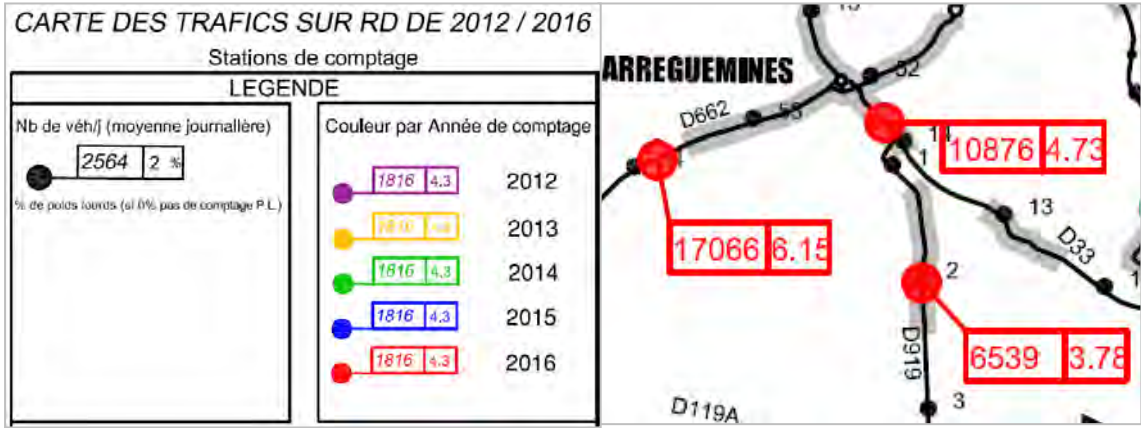 CARTE DES TRAFICS SUR RD DE 2012 / 2016
Stations de comptage
LEGENDE
Nb de véh/j (moyenne journalière)
2564 2 %
% de poids lourds (si 0% pas de comptage P.L.)
Couleur par Année de comptage
1816 4.3 2012
2013
1816 4.3 2014
1816 4.3 2015
1816 4.3 2016
ARREGUEMINES
52
D662
55
14
10876 4.73
1
17066 6.15
13
D33
2
D919
6539 3.78
3
D119A